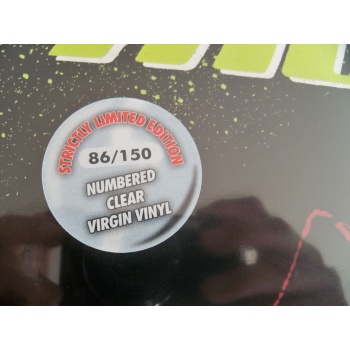 STRICTLY LIMITED EDITION
86/150
NUMBERED
CLEAR
VIRGIN VINYL